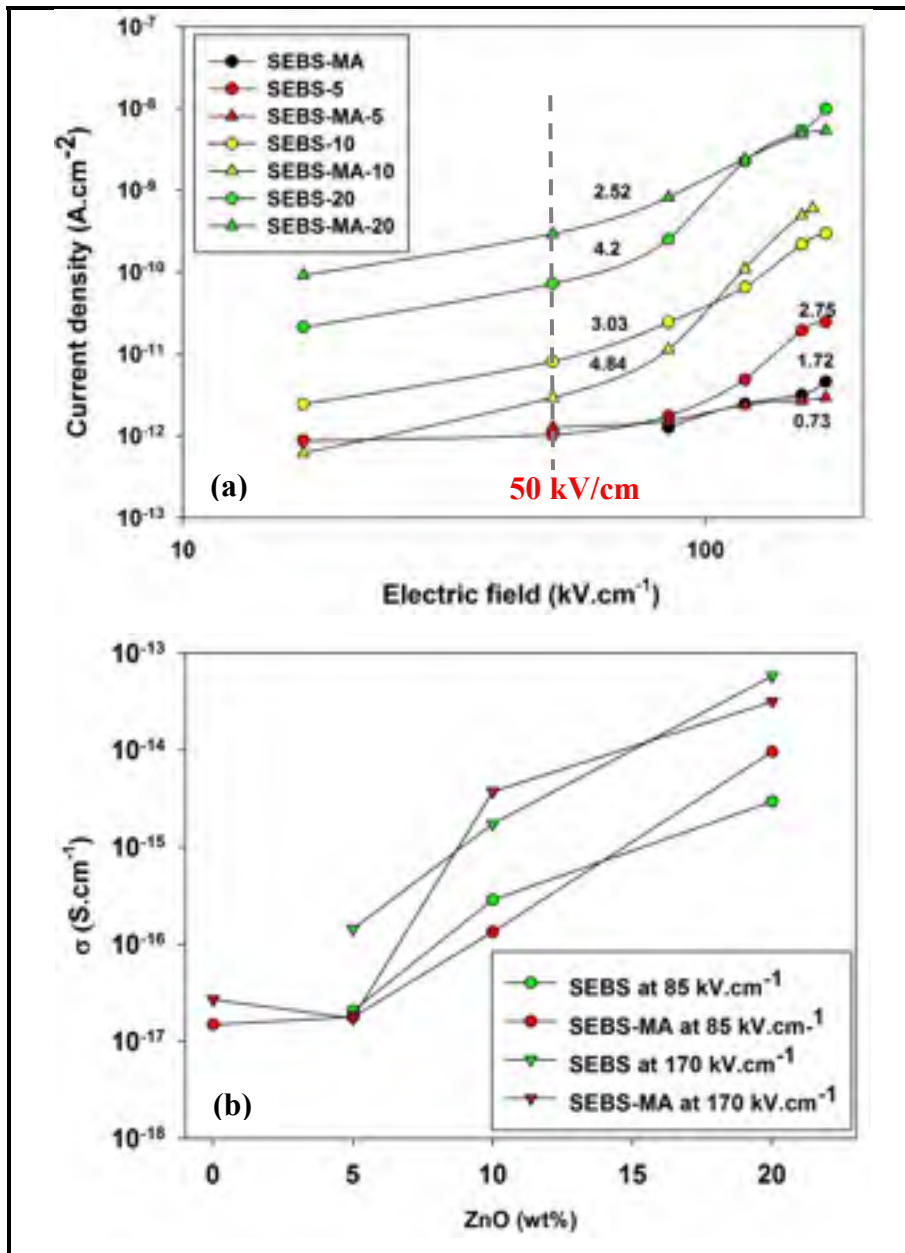 10⁻⁷
SEBS-MA
SEBS-5
SEBS-MA-5
SEBS-10
SEBS-MA-10
SEBS-20
SEBS-MA-20
10⁻⁸
10⁻⁹
10⁻¹⁰
10⁻¹¹
10⁻¹²
10⁻¹³
Current density (A.cm⁻²)
2.52
4.2
3.03
4.84
2.75
1.72
0.73
(a)
50 kV/cm
10
100
Electric field (kV.cm⁻¹)
10⁻¹³
10⁻¹⁴
10⁻¹⁵
10⁻¹⁶
10⁻¹⁷
10⁻¹⁸
σ (S.cm⁻¹)
SEBS at 85 kV.cm⁻¹
SEBS-MA at 85 kV.cm-¹
SEBS at 170 kV.cm⁻¹
SEBS-MA at 170 kV.cm⁻¹
(b)
0
5
10
15
20
ZnO (wt%)